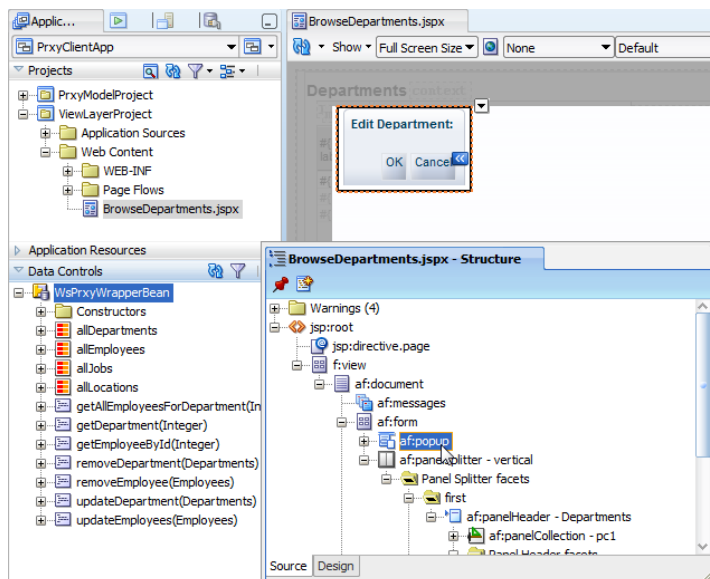 Applic...
PrxyClientApp
Projects
PrxyModelProject
ViewLayerProject
Application Sources
Web Content
WEB-INF
Page Flows
BrowseDepartments.jspx
Application Resources
Data Controls
WsPrxyWrapperBean
Constructors
allDepartments
allEmployees
allJobs
allLocations
getAllEmployeesForDepartment(In
getDepartment(Integer)
getEmployeeById(Integer)
removeDepartment(Departments)
removeEmployee(Employees)
updateDepartment(Departments)
updateEmployees(Employees)
BrowseDepartments.jspx
Show Full Screen Size None Default
Departments context
Edit Department:
OK Cancel
BrowseDepartments.jspx - Structure
Warnings (4)
jsp:root
jsp:directive.page
f:view
af:document
af:messages
af:form
af:popup
af:panelSplitter - vertical
Panel Splitter facets
first
af:panelHeader - Departments
af:panelCollection - pc1
Panel Header facets
Source Design